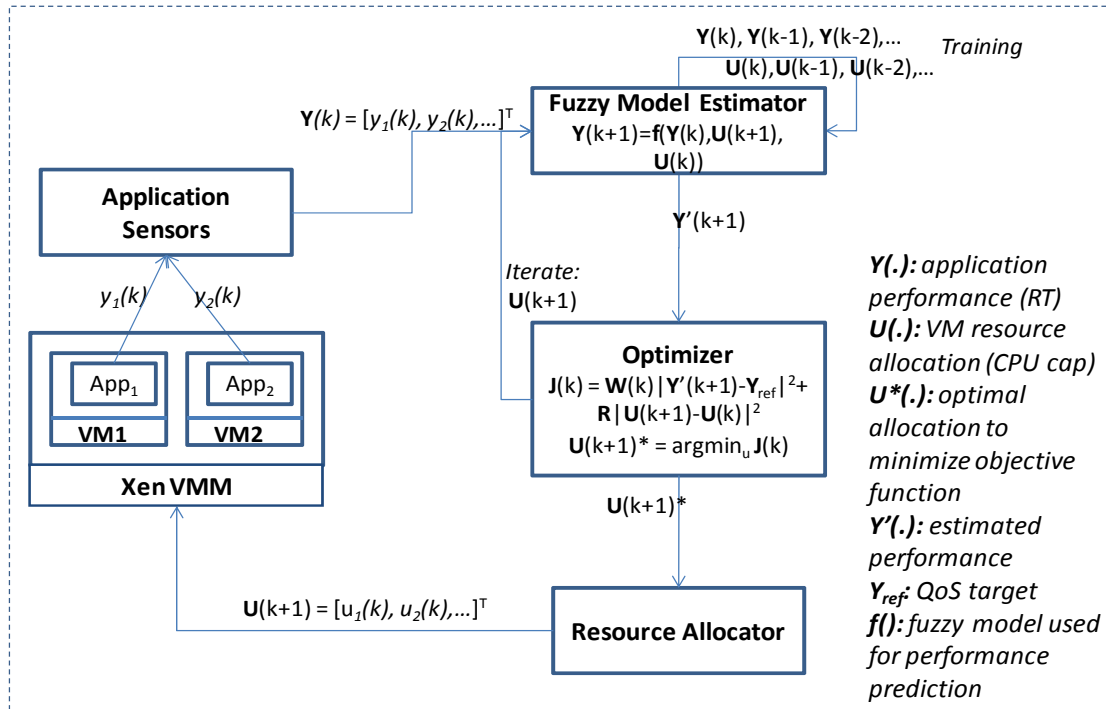 Y(k), Y(k-1), Y(k-2),...
U(k),U(k-1), U(k-2),...
Training
Fuzzy Model Estimator
Y(k+1)=f(Y(k),U(k+1),
U(k))
Y(k) = [y₁(k), y₂(k),...]ᵀ
Application
Sensors
Y’(k+1)
Iterate:
U(k+1)
y₁(k)
y₂(k)
App₁
App₂
VM1
VM2
Xen VMM
Optimizer
J(k) = W(k)|Y’(k+1)-Y_ref|²+
R|U(k+1)-U(k)|²
U(k+1)* = argmin_u J(k)
U(k+1)*
U(k+1) = [u₁(k), u₂(k),...]ᵀ
Resource Allocator
Y(.): application
performance (RT)
U(.): VM resource
allocation (CPU cap)
U*(.): optimal
allocation to
minimize objective
function
Y’(.): estimated
performance
Y_ref: QoS target
f(): fuzzy model used
for performance
prediction